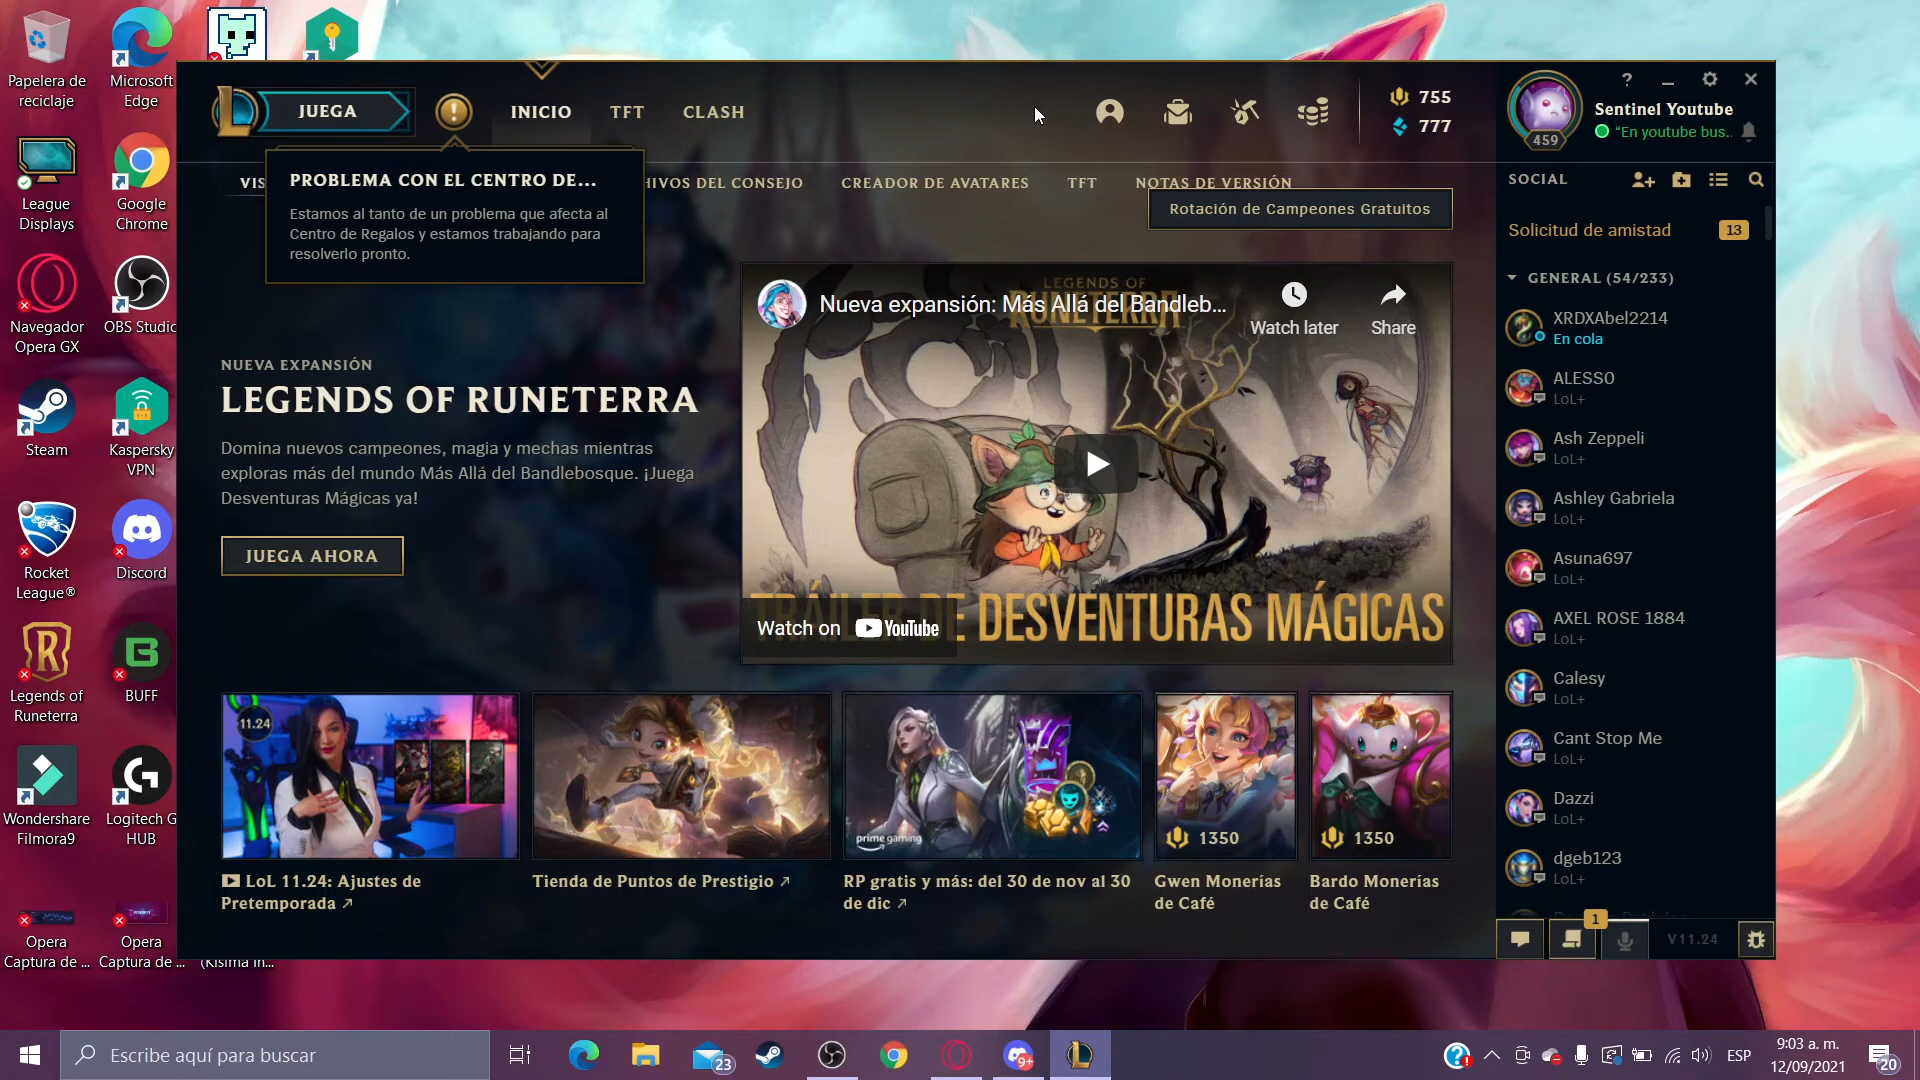 Papelera de
reciclaje
Microsoft
Edge
League
Displays
Google
Chrome
Navegador
Opera GX
OBS Studio
Steam
Kaspersky
VPN
Rocket
League®
Discord
Legends of
Runeterra
BUFF
Wondershare
Filmora9
Logitech G
HUB
Opera
Captura de ...
Opera
Captura de ...
(Kisima In...
JUEGA
INICIO
TFT
CLASH
755
777
459
Sentinel Youtube
"En youtube bus..
VIS
HIVOS DEL CONSEJO
CREADOR DE AVATARES
TFT
NOTAS DE VERSIÓN
PROBLEMA CON EL CENTRO DE...
Estamos al tanto de un problema que afecta al
Centro de Regalos y estamos trabajando para
resolverlo pronto.
Rotación de Campeones Gratuitos
NUEVA EXPANSIÓN
LEGENDS OF RUNETERRA
Domina nuevos campeones, magia y mechas mientras
exploras más del mundo Más Allá del Bandlebosque. ¡Juega
Desventuras Mágicas ya!
JUEGA AHORA
LEGENDS OF
RUNETERRA
Nueva expansión: Más Allá del Bandleb...
Watch later
Share
TRÁILER DE DESVENTURAS MÁGICAS
Watch on YouTube
11.24
LoL 11.24: Ajustes de
Pretemporada
Tienda de Puntos de Prestigio
prime gaming
RP gratis y más: del 30 de nov al 30
de dic
1350
Gwen Monerías
de Café
1350
Bardo Monerías
de Café
SOCIAL
Solicitud de amistad
13
GENERAL (54/233)
XRDXAbel2214
En cola
ALESSO
LoL+
Ash Zeppeli
LoL+
Ashley Gabriela
LoL+
Asuna697
LoL+
AXEL ROSE 1884
LoL+
Calesy
LoL+
Cant Stop Me
LoL+
Dazzi
LoL+
dgeb123
LoL+
1
V11.24
Escribe aquí para buscar
23
9+
ESP
9:03 a. m.
12/09/2021
20